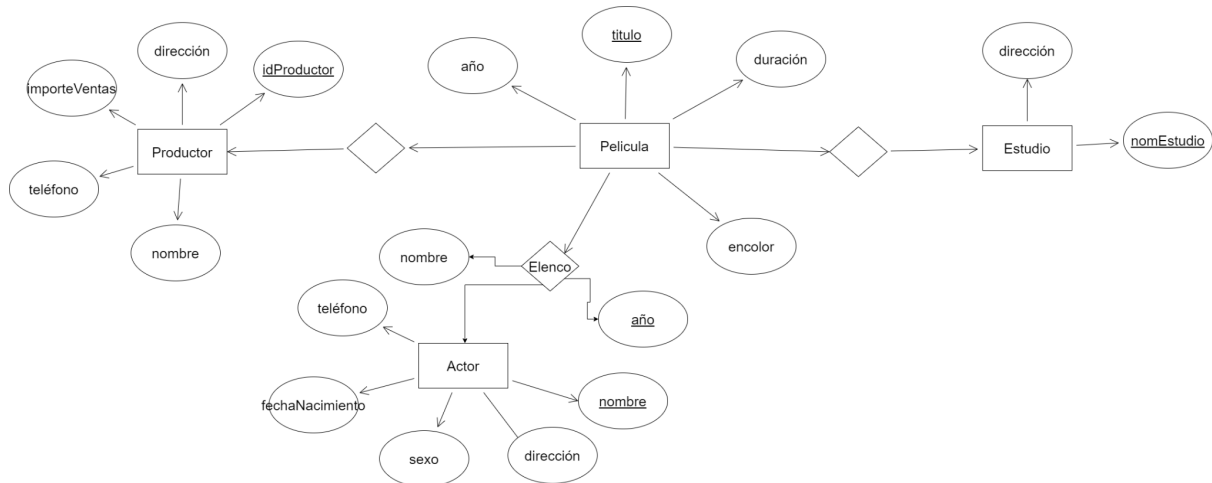 titulo
dirección
dirección
año
duración
idProductor
importeVentas
Productor
Pelicula
Estudio
nomEstudio
teléfono
nombre
encolor
nombre
Elenco
teléfono
año
Actor
fechaNacimiento
nombre
sexo
dirección